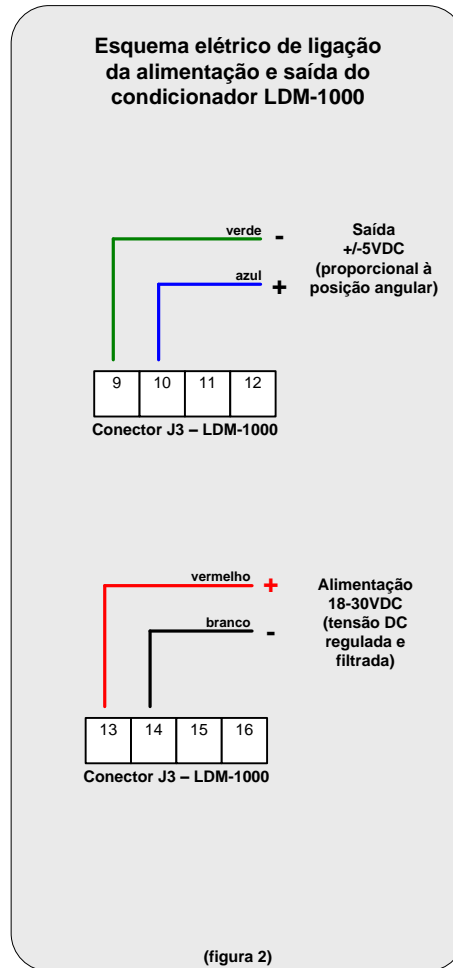 Esquema elétrico de ligação
da alimentação e saída do
condicionador LDM-1000
verde -
azul +
Saída
+/-5VDC
(proporcional à
posição angular)
9 10 11 12
Conector J3 – LDM-1000
vermelho +
branco -
Alimentação
18-30VDC
(tensão DC
regulada e
filtrada)
13 14 15 16
Conector J3 – LDM-1000
(figura 2)